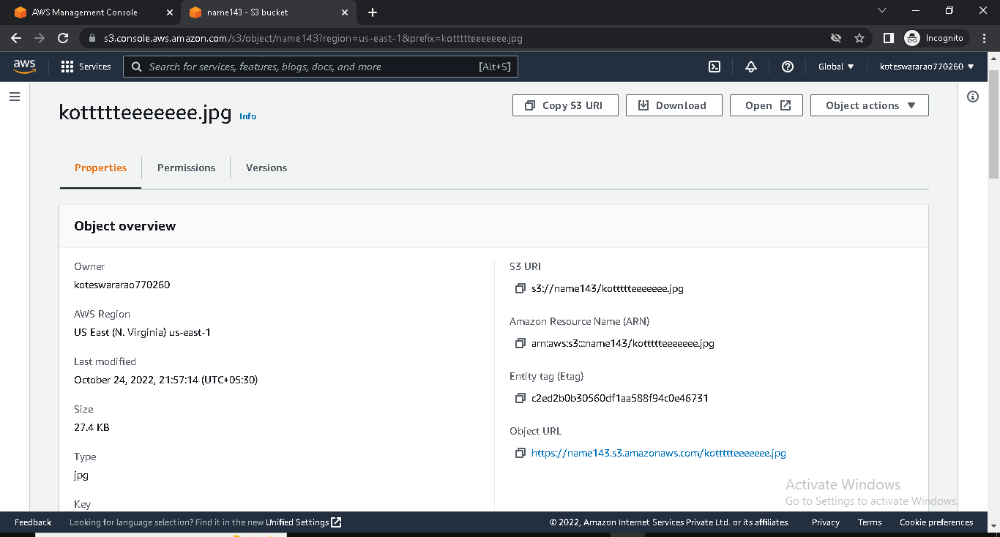 AWS Management Console
name143 - S3 bucket
s3.console.aws.amazon.com/s3/object/name143?region=us-east-1&prefix=kottttteeeeeee.jpg
Incognito
aws
Services
Search for services, features, blogs, docs, and more
[Alt+S]
Global
koteswararao770260
kottttteeeeeee.jpg
Info
Copy S3 URI
Download
Open
Object actions
Properties
Permissions
Versions
Object overview
Owner
koteswararao770260
AWS Region
US East (N. Virginia) us-east-1
Last modified
October 24, 2022, 21:57:14 (UTC+05:30)
Size
27.4 KB
Type
jpg
Key
S3 URI
s3://name143/kottttteeeeeee.jpg
Amazon Resource Name (ARN)
arn:aws:s3:::name143/kottttteeeeeee.jpg
Entity tag (Etag)
c2ed2b0b30560df1aa588f94c0e46731
Object URL
https://name143.s3.amazonaws.com/kottttteeeeeee.jpg
Activate Windows
Go to Settings to activate Windows.
Feedback
Looking for language selection? Find it in the new Unified Settings
© 2022, Amazon Internet Services Private Ltd. or its affiliates.
Privacy
Terms
Cookie preferences